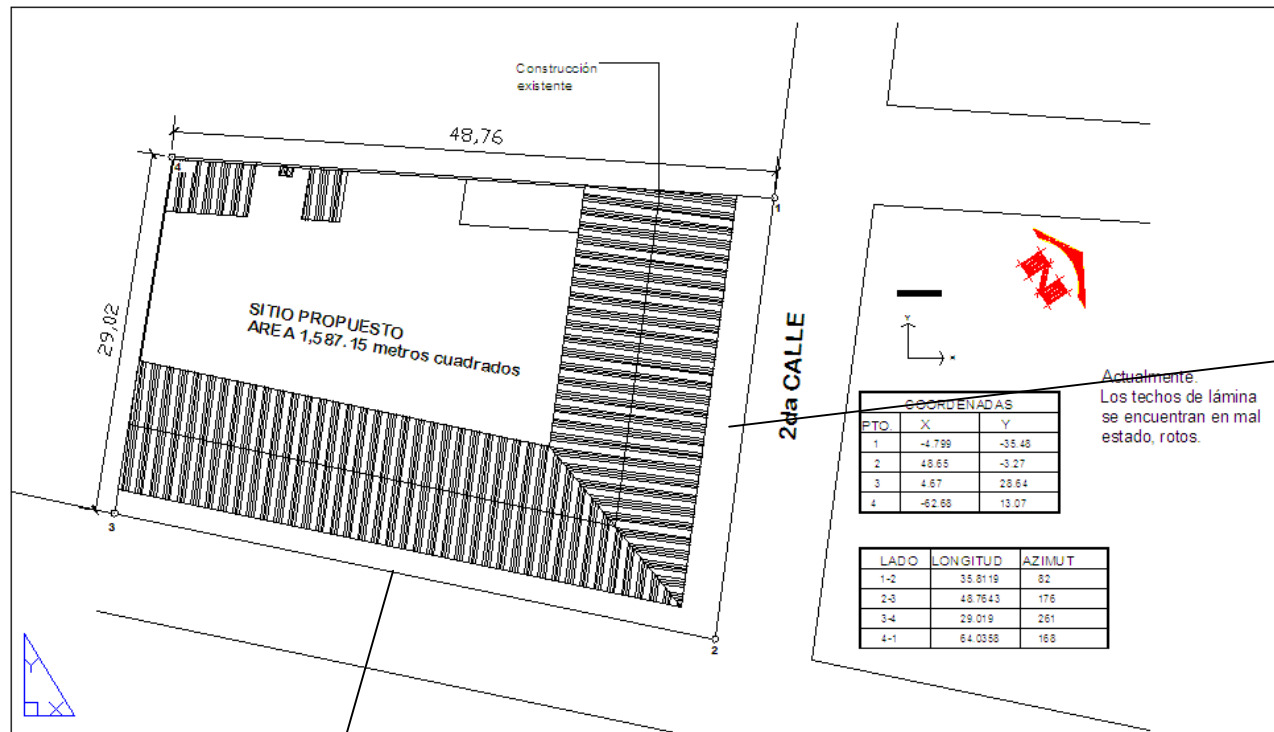 Construcción
existente
48,76
4
1
29,02
SITIO PROPUESTO
AREA 1,587.15 metros cuadrados
2da CALLE
N
Y
X
Actualmente.
Los techos de lámina
se encuentran en mal
estado, rotos.
COORDENADAS
PTO. X Y
1 -4.799 -35.48
2 48.65 -3.27
3 4.67 28.64
4 -62.68 13.07
LADO LONGITUD AZIMUT
1-2 35.8119 82
2-3 48.7643 176
3-4 29.019 261
4-1 64.0358 168
3
2
Y
X